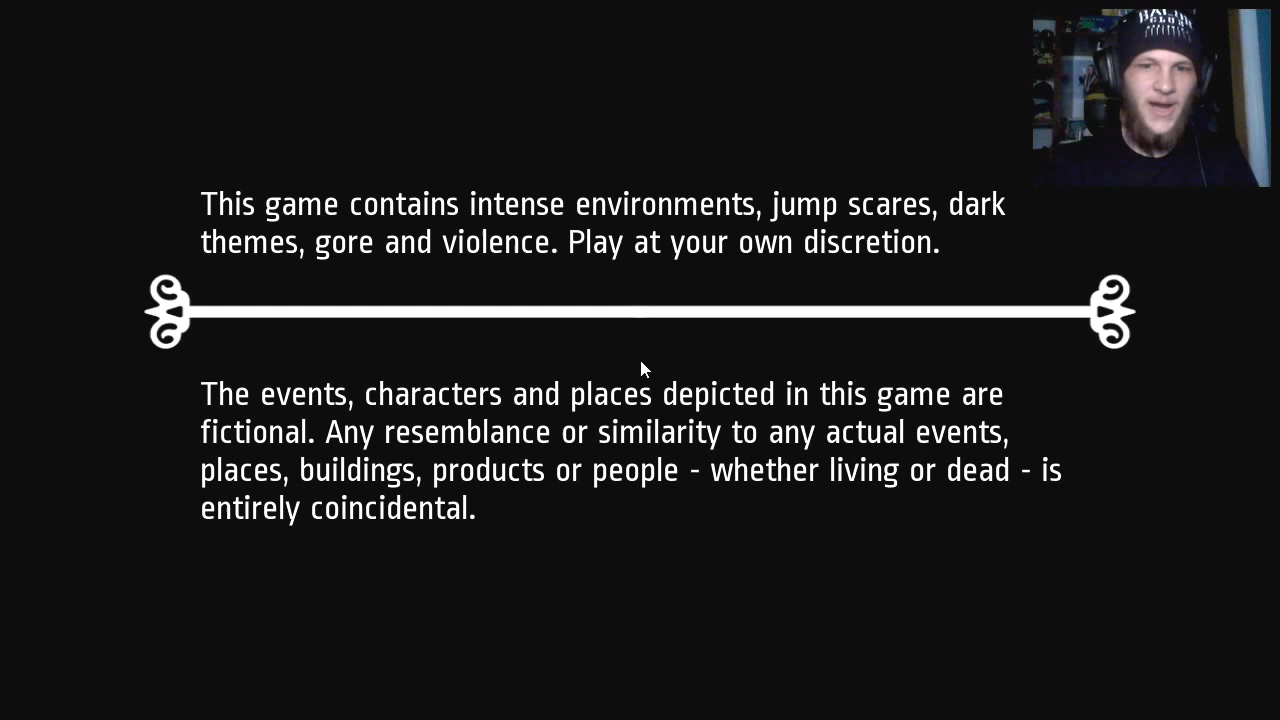 This game contains intense environments, jump scares, dark
themes, gore and violence. Play at your own discretion.
The events, characters and places depicted in this game are
fictional. Any resemblance or similarity to any actual events,
places, buildings, products or people - whether living or dead - is
entirely coincidental.